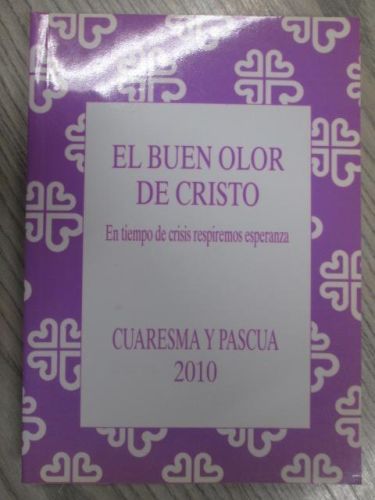 EL BUEN OLOR
DE CRISTO
En tiempo de crisis respiremos esperanza
CUARESMA Y PASCUA
2010